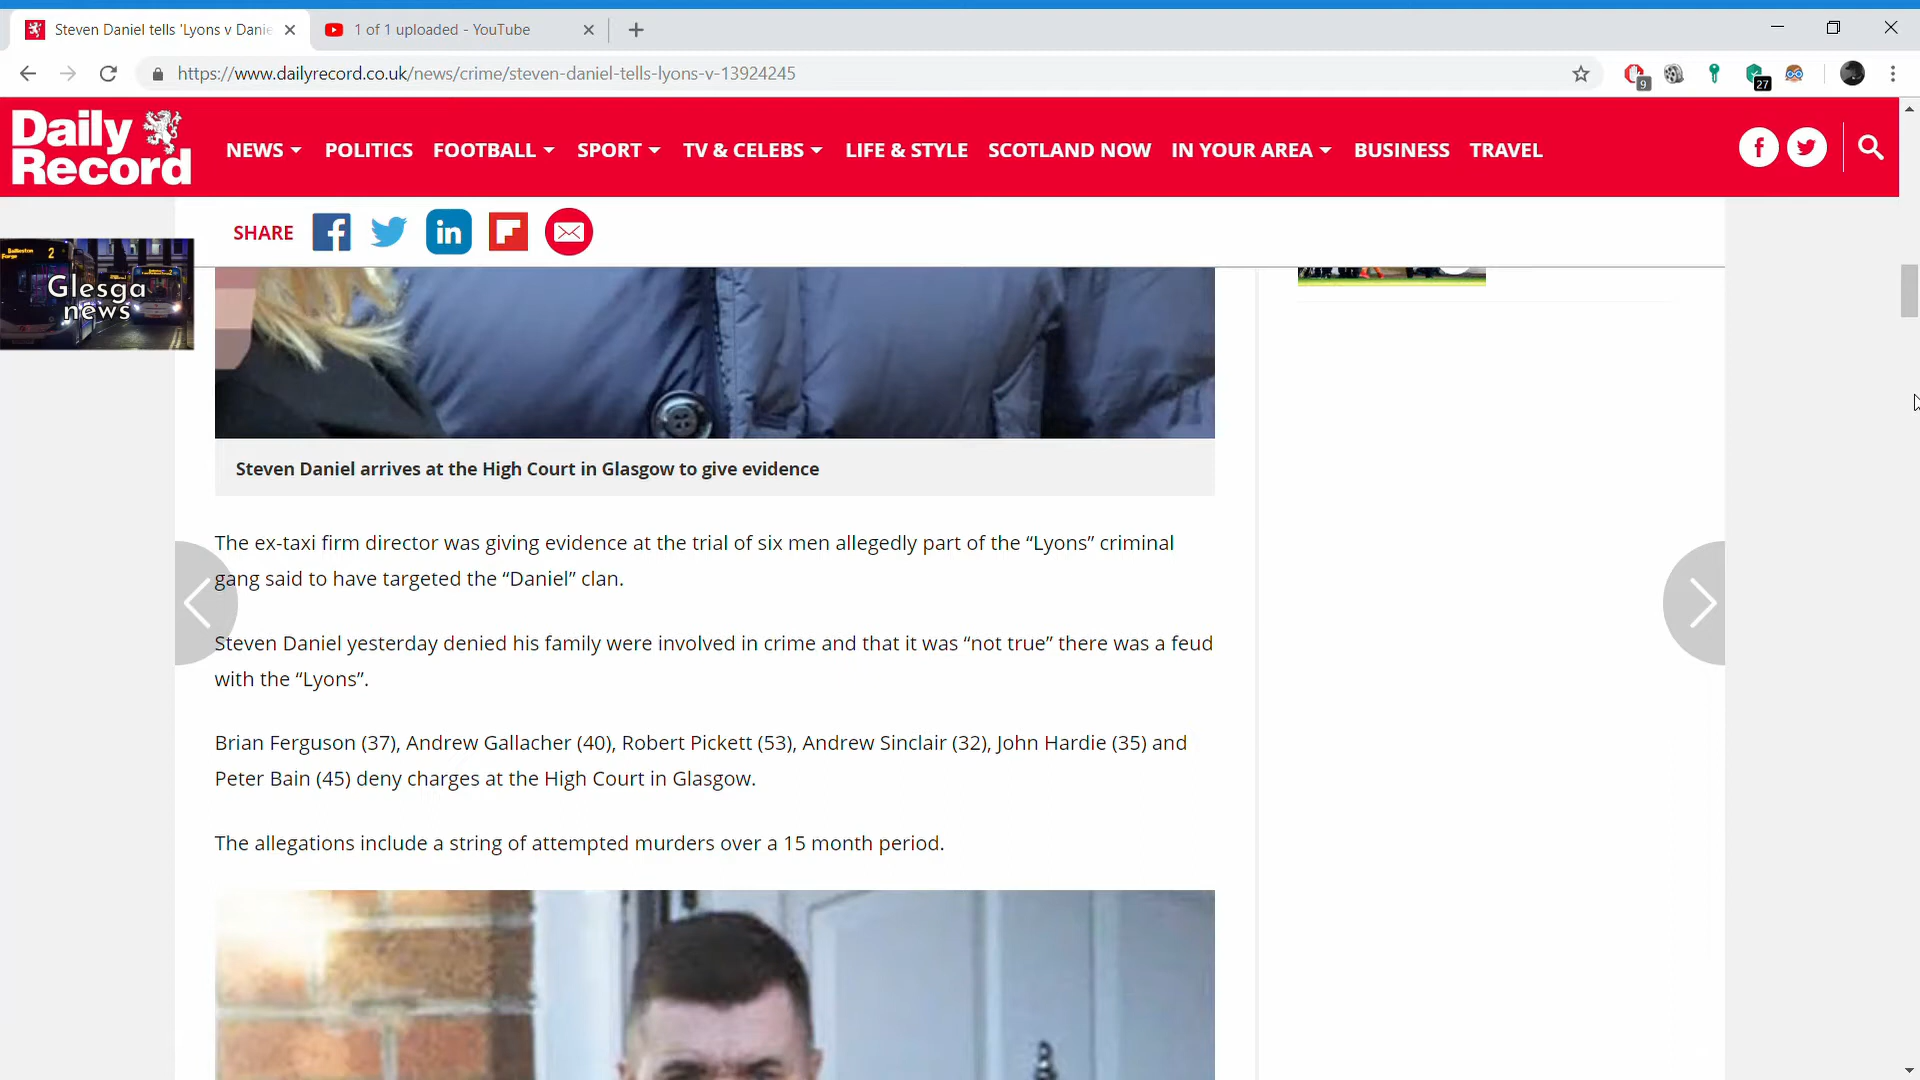 Steven Daniel tells 'Lyons v Danie
1 of 1 uploaded - YouTube
https://www.dailyrecord.co.uk/news/crime/steven-daniel-tells-lyons-v-13924245
9
27
Daily
Record
NEWS
POLITICS
FOOTBALL
SPORT
TV & CELEBS
LIFE & STYLE
SCOTLAND NOW
IN YOUR AREA
BUSINESS
TRAVEL
SHARE
2
Glesga
news
Steven Daniel arrives at the High Court in Glasgow to give evidence
The ex-taxi firm director was giving evidence at the trial of six men allegedly part of the “Lyons” criminal
gang said to have targeted the “Daniel” clan.
Steven Daniel yesterday denied his family were involved in crime and that it was “not true” there was a feud
with the “Lyons”.
Brian Ferguson (37), Andrew Gallacher (40), Robert Pickett (53), Andrew Sinclair (32), John Hardie (35) and
Peter Bain (45) deny charges at the High Court in Glasgow.
The allegations include a string of attempted murders over a 15 month period.